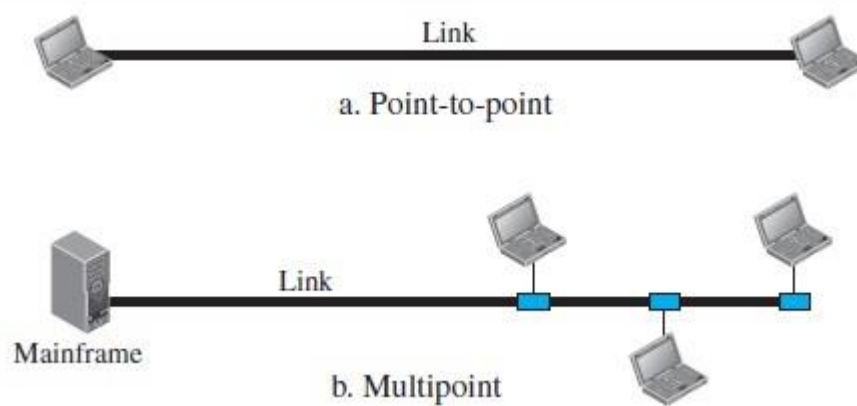 Link
a. Point-to-point
Link
Mainframe
b. Multipoint